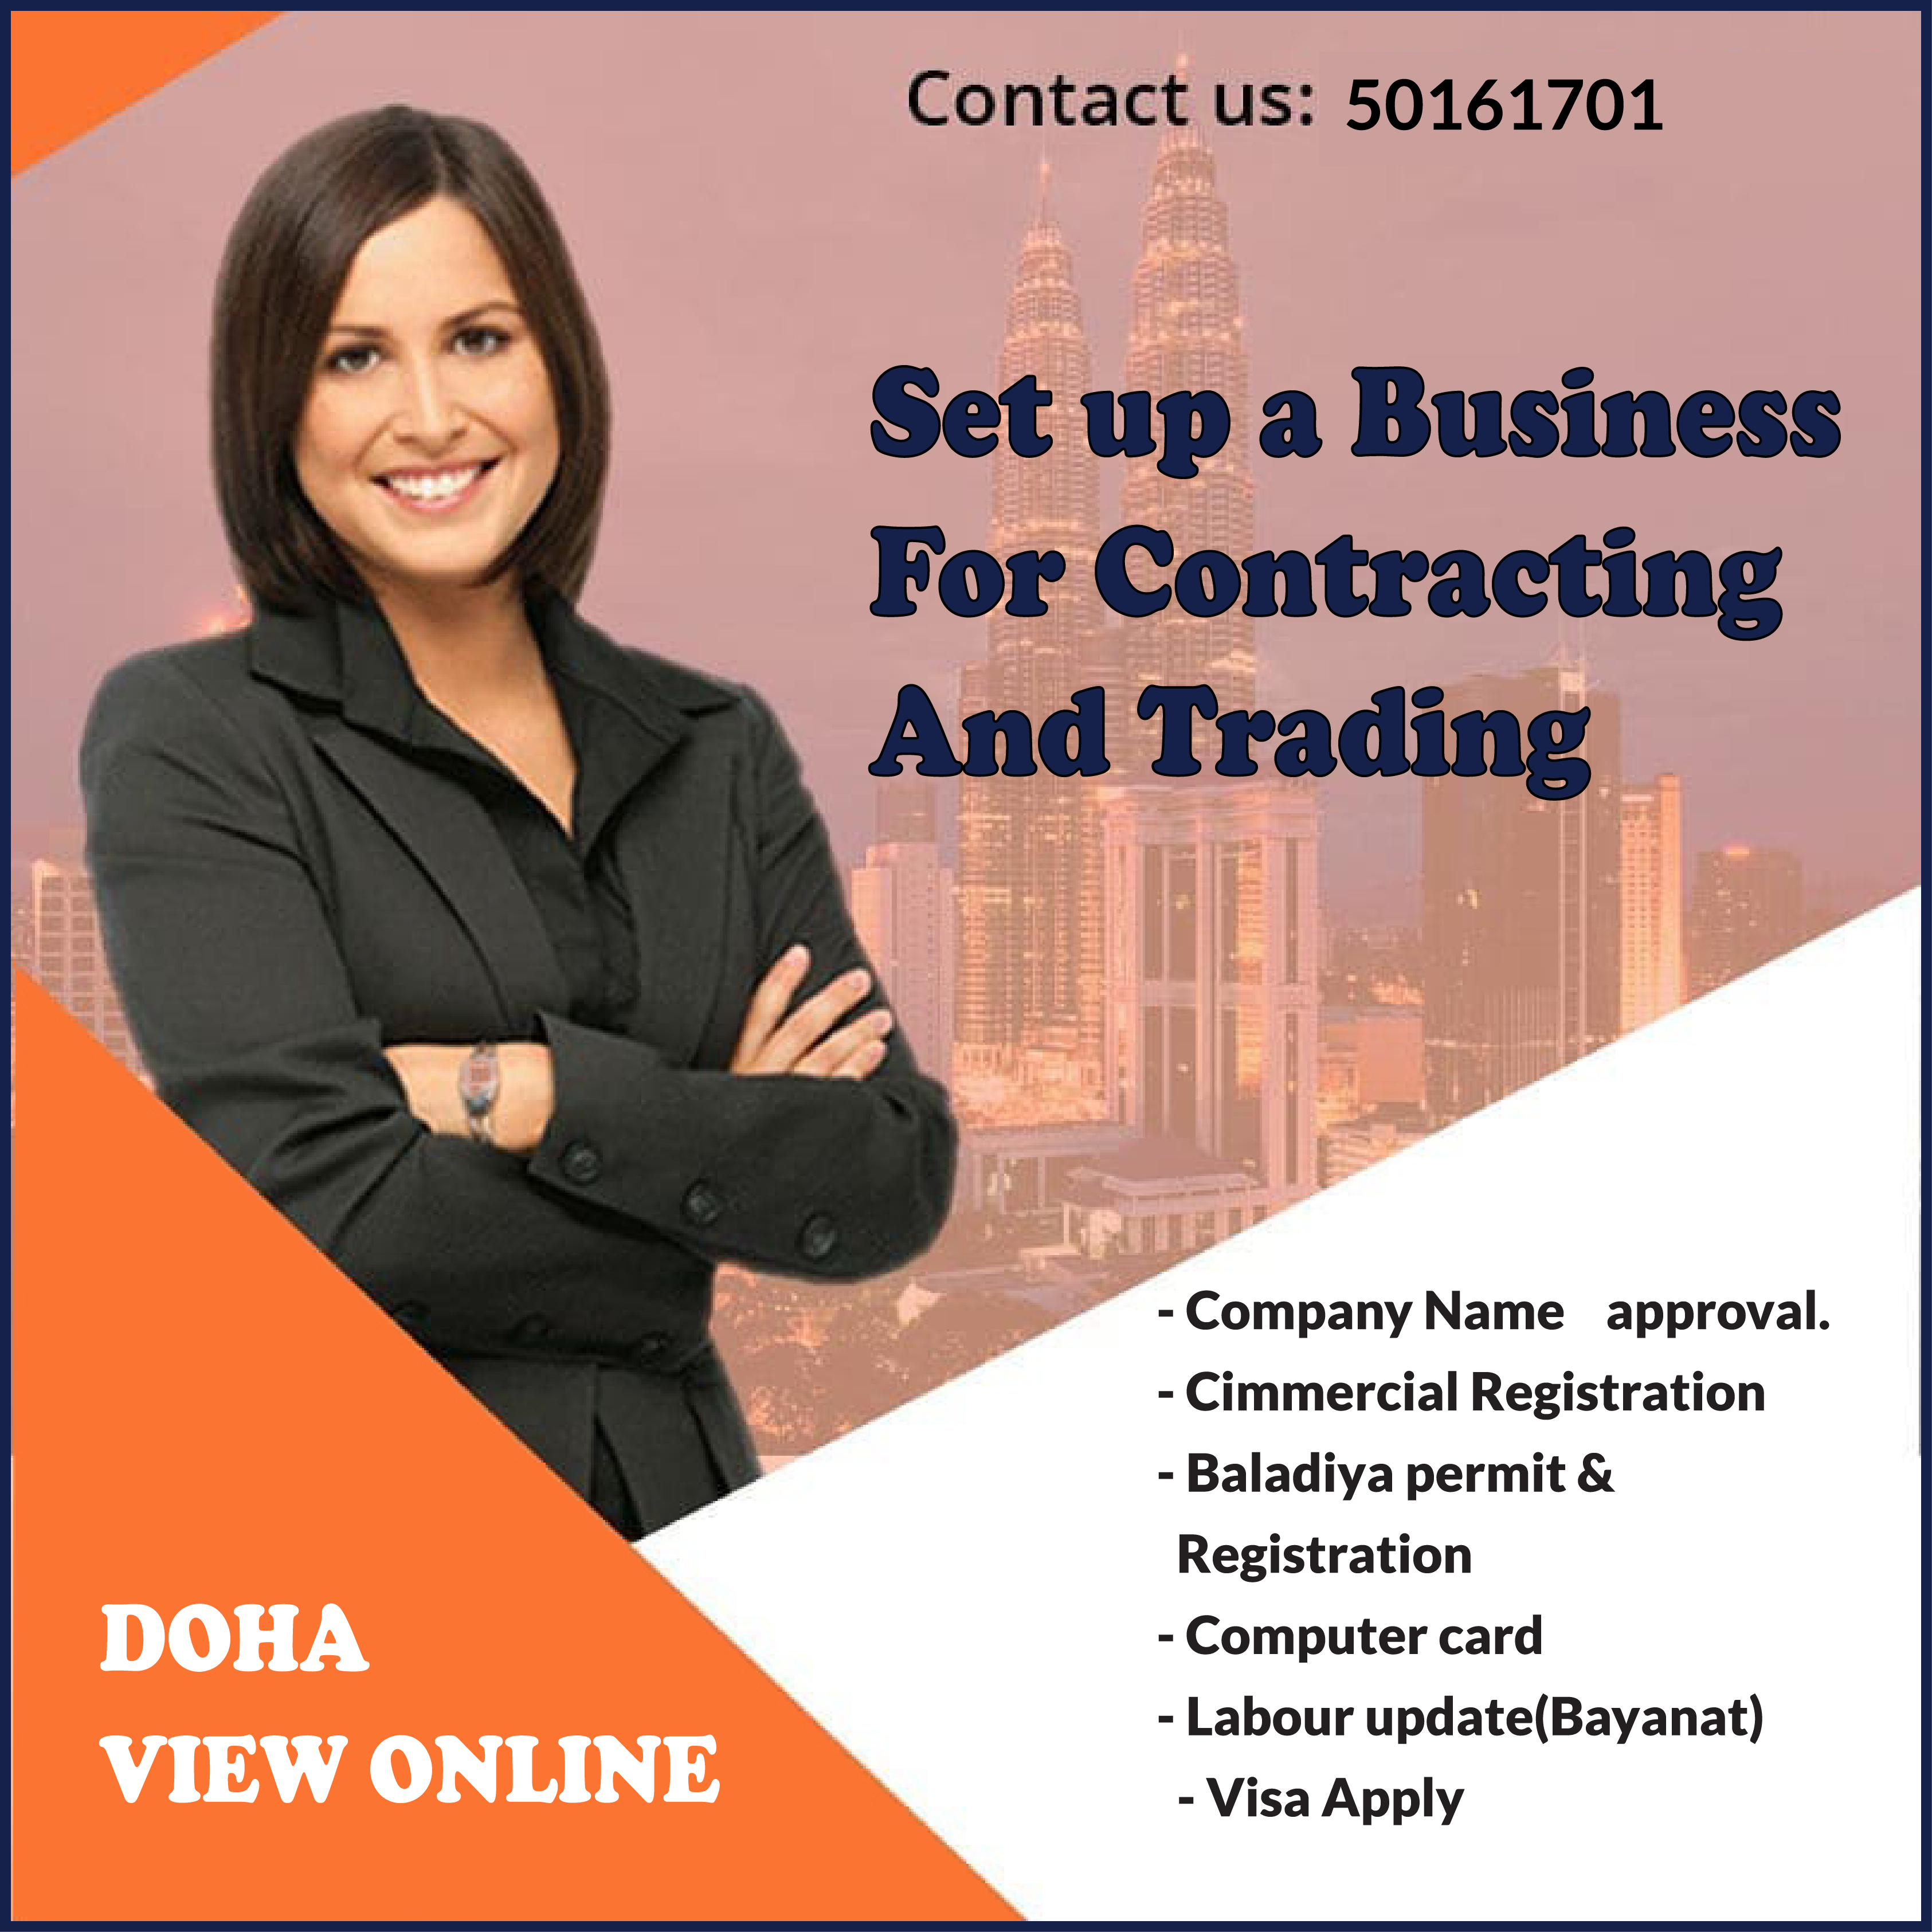 Contact us: 50161701
Set up a Business
For Contracting
And Trading
- Company Name approval.
- Cimmercial Registration
- Baladiya permit &
Registration
- Computer card
- Labour update(Bayanat)
- Visa Apply
DOHA
VIEW ONLINE